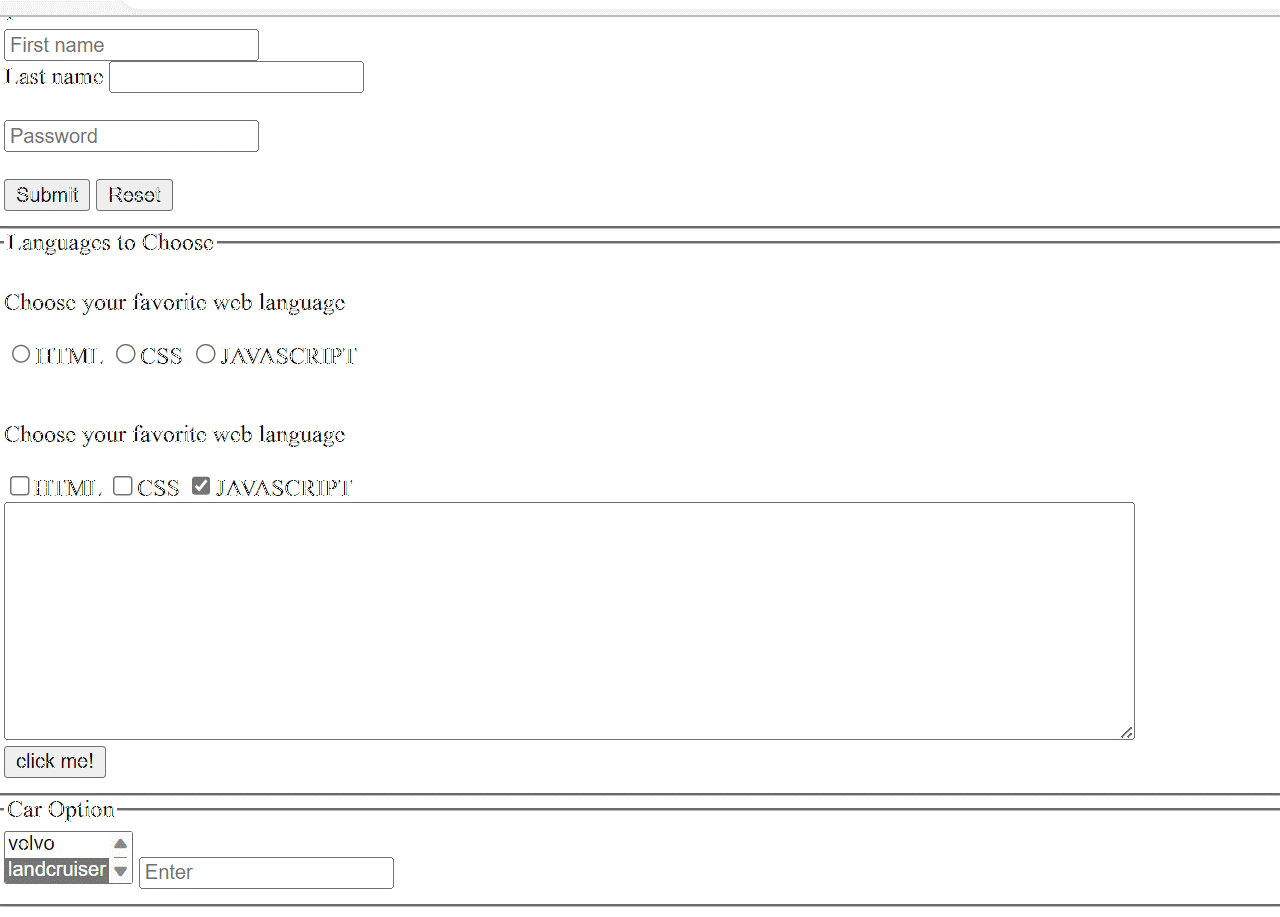 First name
Last name
Password
Submit Reset
Languages to Choose
Choose your favorite web language
HTML CSS JAVASCRIPT
Choose your favorite web language
HTML CSS JAVASCRIPT
click me!
Car Option
volvo
landcruiser Enter